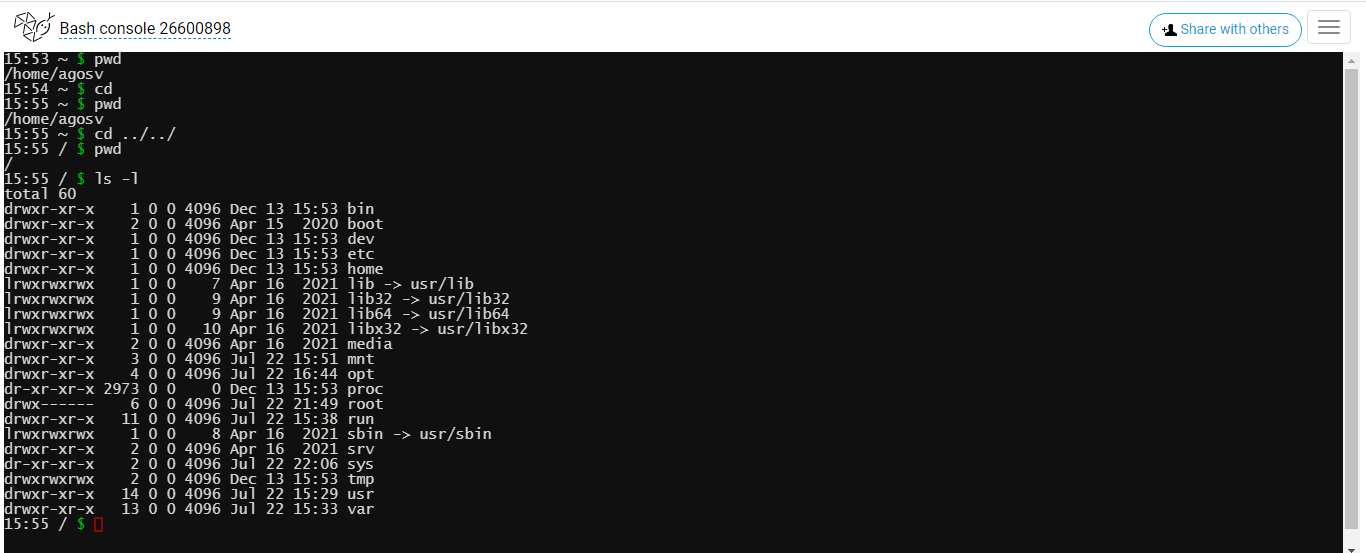 Bash console 26600898
Share with others
15:53 ~ $ pwd
/home/agosv
15:54 ~ $ cd
15:55 ~ $ pwd
/home/agosv
15:55 ~ $ cd ../../
15:55 / $ pwd
/
15:55 / $ ls -l
total 60
drwxr-xr-x    1 0 0 4096 Dec 13 15:53 bin
drwxr-xr-x    2 0 0 4096 Apr 15  2020 boot
drwxr-xr-x    1 0 0 4096 Dec 13 15:53 dev
drwxr-xr-x    1 0 0 4096 Dec 13 15:53 etc
drwxr-xr-x    1 0 0 4096 Dec 13 15:53 home
lrwxrwxrwx    1 0 0    7 Apr 16  2021 lib -> usr/lib
lrwxrwxrwx    1 0 0    9 Apr 16  2021 lib32 -> usr/lib32
lrwxrwxrwx    1 0 0    9 Apr 16  2021 lib64 -> usr/lib64
lrwxrwxrwx    1 0 0   10 Apr 16  2021 libx32 -> usr/libx32
drwxr-xr-x    2 0 0 4096 Apr 16  2021 media
drwxr-xr-x    3 0 0 4096 Jul 22 15:51 mnt
drwxr-xr-x    4 0 0 4096 Jul 22 16:44 opt
dr-xr-xr-x 2973 0 0    0 Dec 13 15:53 proc
drwx------    6 0 0 4096 Jul 22 21:49 root
drwxr-xr-x   11 0 0 4096 Jul 22 15:38 run
lrwxrwxrwx    1 0 0    8 Apr 16  2021 sbin -> usr/sbin
drwxr-xr-x    2 0 0 4096 Apr 16  2021 srv
dr-xr-xr-x    2 0 0 4096 Jul 22 22:06 sys
drwxrwxrwx    2 0 0 4096 Dec 13 15:53 tmp
drwxr-xr-x   14 0 0 4096 Jul 22 15:29 usr
drwxr-xr-x   13 0 0 4096 Jul 22 15:33 var
15:55 / $